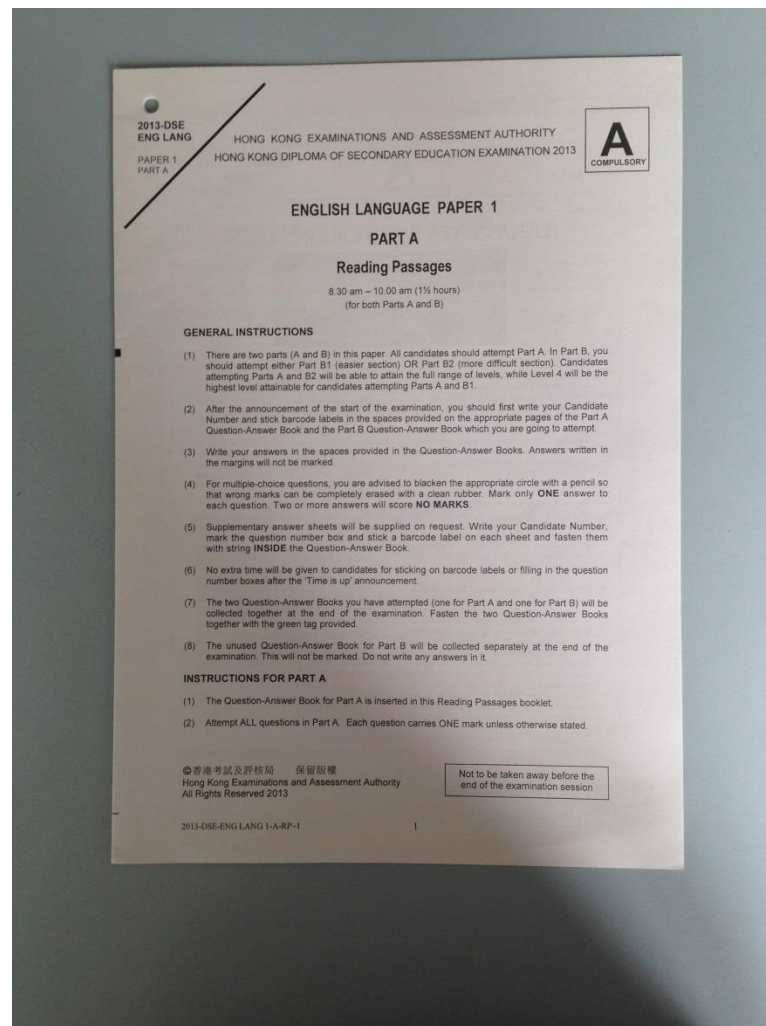 2013-DSE
ENG LANG
PAPER 1
PART A
HONG KONG EXAMINATIONS AND ASSESSMENT AUTHORITY
HONG KONG DIPLOMA OF SECONDARY EDUCATION EXAMINATION 2013
A
COMPULSORY
ENGLISH LANGUAGE PAPER 1
PART A
Reading Passages
8.30 am – 10.00 am (1½ hours)
(for both Parts A and B)
GENERAL INSTRUCTIONS
(1) There are two parts (A and B) in this paper. All candidates should attempt Part A. In Part B, you
should attempt either Part B1 (easier section) OR Part B2 (more difficult section). Candidates
attempting Parts A and B2 will be able to attain the full range of levels, while Level 4 will be the
highest level attainable for candidates attempting Parts A and B1.
(2) After the announcement of the start of the examination, you should first write your Candidate
Number and stick barcode labels in the spaces provided on the appropriate pages of the Part A
Question-Answer Book and the Part B Question-Answer Book which you are going to attempt.
(3) Write your answers in the spaces provided in the Question-Answer Books. Answers written in
the margins will not be marked.
(4) For multiple-choice questions, you are advised to blacken the appropriate circle with a pencil so
that wrong marks can be completely erased with a clean rubber. Mark only ONE answer to
each question. Two or more answers will score NO MARKS.
(5) Supplementary answer sheets will be supplied on request. Write your Candidate Number,
mark the question number box and stick a barcode label on each sheet and fasten them
with string INSIDE the Question-Answer Book.
(6) No extra time will be given to candidates for sticking on barcode labels or filling in the question
number boxes after the 'Time is up' announcement.
(7) The two Question-Answer Books you have attempted (one for Part A and one for Part B) will be
collected together at the end of the examination. Fasten the two Question-Answer Books
together with the green tag provided.
(8) The unused Question-Answer Book for Part B will be collected separately at the end of the
examination. This will not be marked. Do not write any answers in it.
INSTRUCTIONS FOR PART A
(1) The Question-Answer Book for Part A is inserted in this Reading Passages booklet.
(2) Attempt ALL questions in Part A. Each question carries ONE mark unless otherwise stated.
©香港考試及評核局 保留版權
Hong Kong Examinations and Assessment Authority
All Rights Reserved 2013
Not to be taken away before the
end of the examination session
2013-DSE-ENG LANG 1-A-RP–1
1